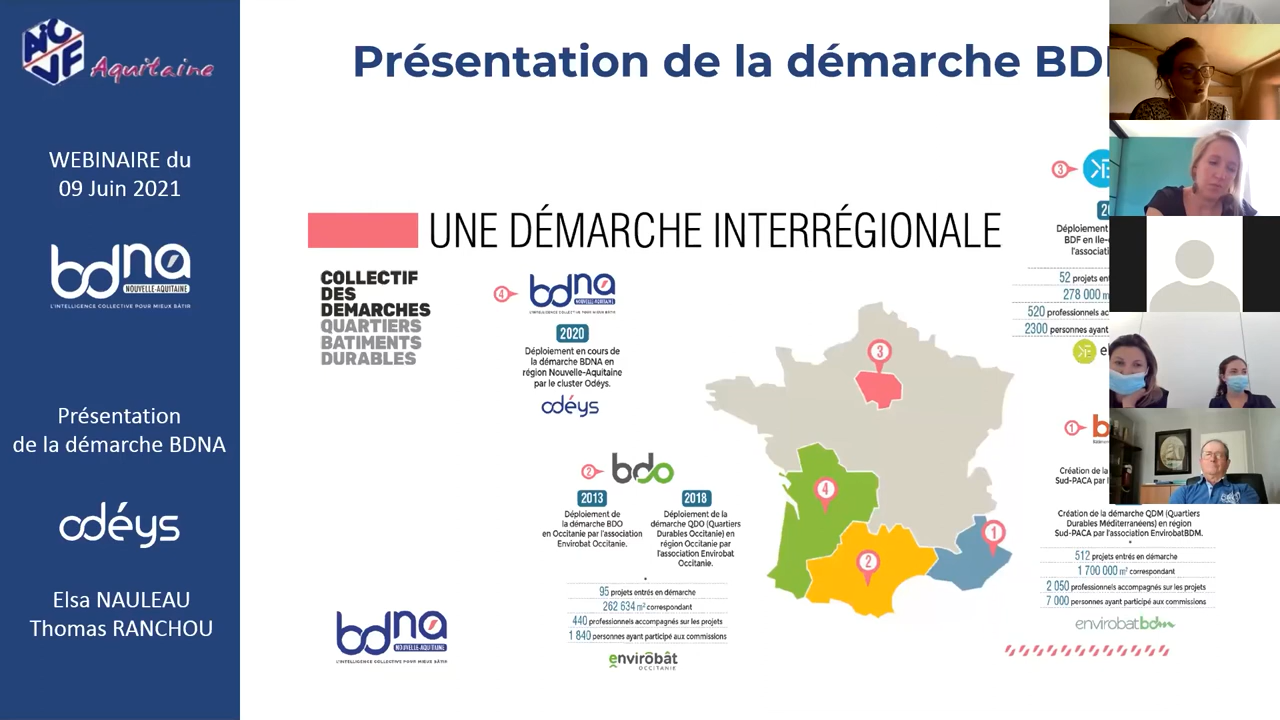 AICVF
Aquitaine
WEBINAIRE du
09 Juin 2021
bdna
NOUVELLE-AQUITAINE
L'INTELLIGENCE COLLECTIVE POUR MIEUX BÂTIR
Présentation
de la démarche BDNA
odéys
Elsa NAULEAU
Thomas RANCHOU
Présentation de la démarche
UNE DÉMARCHE INTERRÉGIONALE
COLLECTIF
DES
DÉMARCHES
QUARTIERS
BATIMENTS
DURABLES
4
bdna
NOUVELLE-AQUITAINE
2020
Déploiement en cours de
la démarche BDNA en
région Nouvelle-Aquitaine
par le cluster Odéys.
odéys
2
bdo
2013
Déploiement de
la démarche BDO
en Occitanie par l'association
Envirobat Occitanie.
2018
Déploiement de la
démarche QDO (Quartiers
Durables Occitanie) en
région Occitanie par
l'association Envirobat
Occitanie.
95 projets entrés en démarche
262 634 m² correspondant
440 professionnels accompagnés sur les projets
1 840 personnes ayant participé aux commissions
envirobat
OCCITANIE
bdna
NOUVELLE-AQUITAINE
L'INTELLIGENCE COLLECTIVE POUR MIEUX BÂTIR
3
4
2
1
3
Déploiement
BDF en
52 projets
278 000
520 professionnels
2300 personnes ayant
1
Création de la
Sud-PACA par
Création de la démarche QDM (Quartiers
Durables Méditerranéens) en région
Sud-PACA par l'association EnvirobatBDM.
512 projets entrés en démarche
1 700 000 m² correspondant
2 050 professionnels accompagnés sur les projets
7 000 personnes ayant participé aux commissions
envirobatbdm